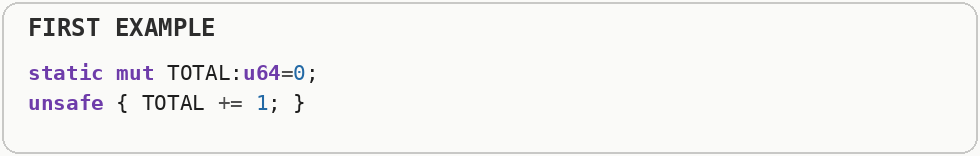 FIRST EXAMPLE
static mut TOTAL:u64=0;
unsafe { TOTAL += 1; }